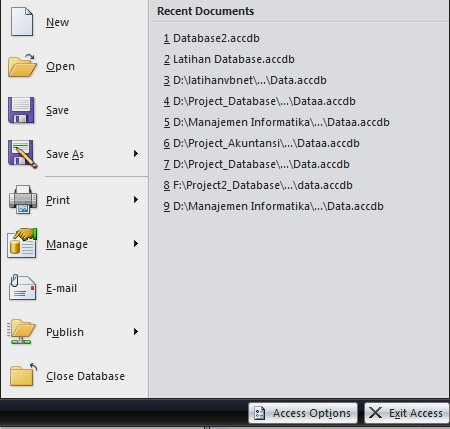 New
Open
Save
Save As
Print
Manage
E-mail
Publish
Close Database
Recent Documents
1 Database2.accdb
2 Latihan Database.accdb
3 D:\latihanvbnet\...\Data.accdb
4 D:\Project_Database\...\Dataa.accdb
5 D:\Manajemen Informatika\...\Dataa.accdb
6 D:\Project_Akuntansi\...\Dataa.accdb
7 D:\Project_Database\...\Data.accdb
8 F:\Project2_Database\...\data.accdb
9 D:\Manajemen Informatika\...\Data.accdb
Access Options
Exit Access